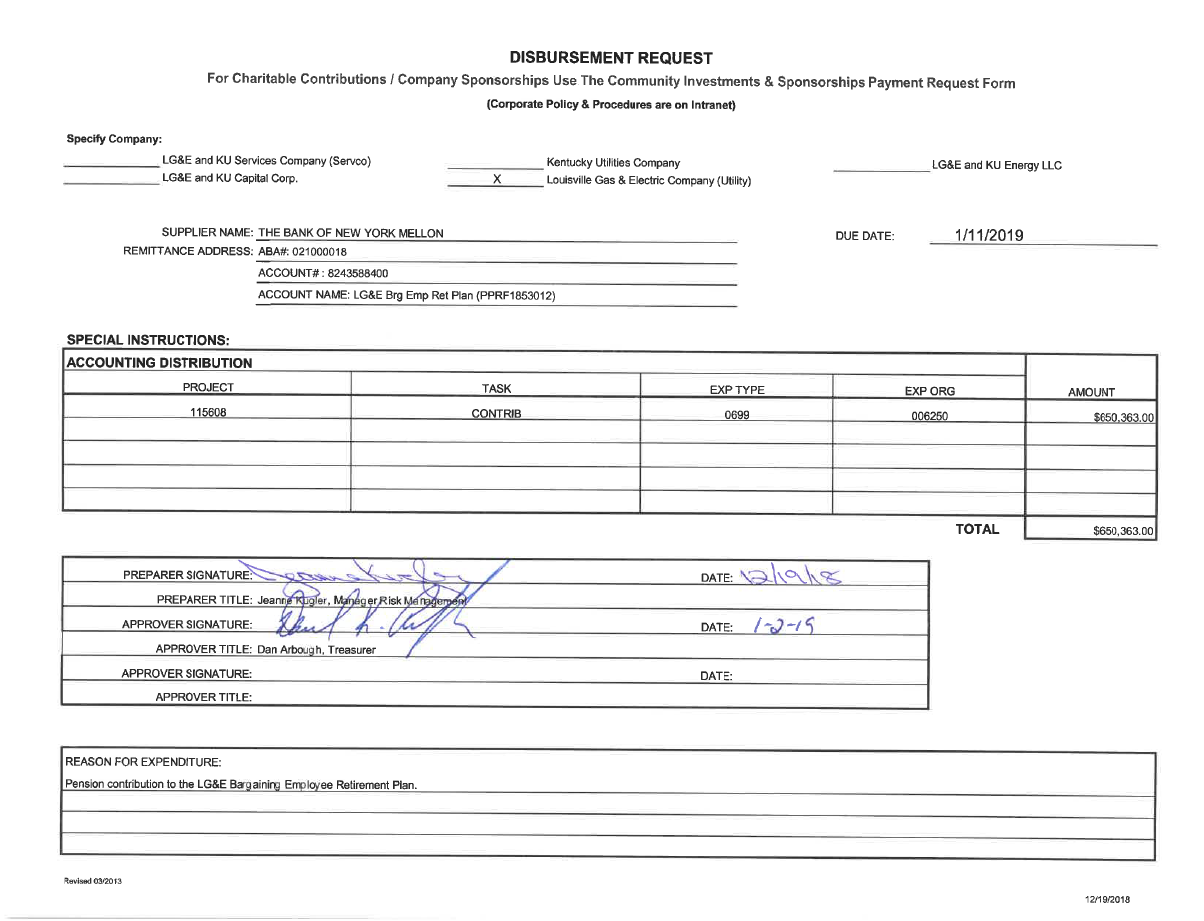 DISBURSEMENT REQUEST
For Charitable Contributions / Company Sponsorships Use The Community Investments & Sponsorships Payment Request Form
(Corporate Policy & Procedures are on Intranet)
Specify Company:
LG&E and KU Services Company (Servco) Kentucky Utilities Company LG&E and KU Energy LLC
LG&E and KU Capital Corp. X Louisville Gas & Electric Company (Utility)
SUPPLIER NAME: THE BANK OF NEW YORK MELLON DUE DATE: 1/11/2019
REMITTANCE ADDRESS: ABA#: 021000018
ACCOUNT# : 8243588400
ACCOUNT NAME: LG&E Brg Emp Ret Plan (PPRF1853012)
SPECIAL INSTRUCTIONS:
ACCOUNTING DISTRIBUTION
PROJECT TASK EXP TYPE EXP ORG AMOUNT
115608 CONTRIB 0699 006250 $650,363.00
TOTAL $650,363.00
PREPARER SIGNATURE: DATE: 12/19/18
PREPARER TITLE: Jeanne Kugler, Manager Risk Management
APPROVER SIGNATURE: DATE: 1-2-19
APPROVER TITLE: Dan Arbough, Treasurer
APPROVER SIGNATURE: DATE:
APPROVER TITLE:
REASON FOR EXPENDITURE:
Pension contribution to the LG&E Bargaining Employee Retirement Plan.
Revised 03/2013
12/19/2018